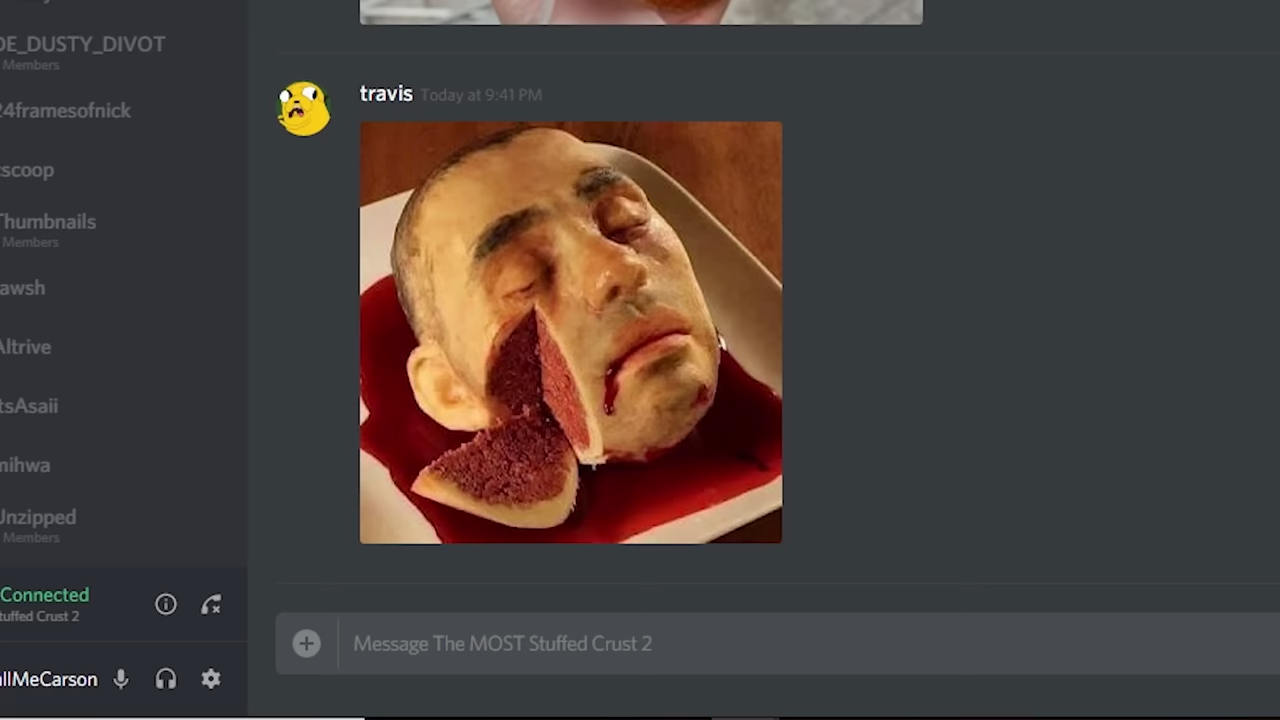 DE_DUSTY_DIVOT
Members
24framesofnick
scoop
Thumbnails
Members
awsh
Altrive
tsAsaii
mihwa
Unzipped
Members
Connected
tuffed Crust 2
llMeCarson
travis Today at 9:41 PM
Message The MOST Stuffed Crust 2